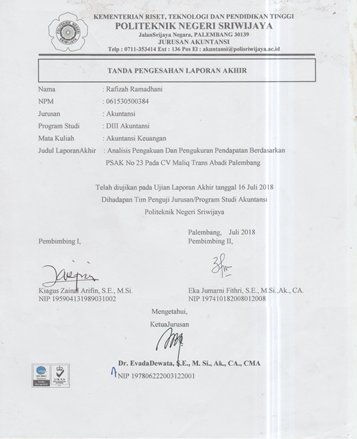 KEMENTERIAN RISET, TEKNOLOGI DAN PENDIDIKAN TINGGI
POLITEKNIK NEGERI SRIWIJAYA
JalanSrijaya Negara, PALEMBANG 30139
JURUSAN AKUNTANSI
Telp : 0711-353414 Ext : 136 Pos El : akuntansi@polsriwijaya.ac.id
TANDA PENGESAHAN LAPORAN AKHIR
Nama : Rafizah Ramadhani
NPM : 061530500384
Jurusan : Akuntansi
Program Studi : DIII Akuntansi
Mata Kuliah : Akuntansi Keuangan
Judul LaporanAkhir : Analisis Pengakuan Dan Pengukuran Pendapatan Berdasarkan
PSAK No 23 Pada CV Maliq Trans Abadi Palembang
Telah diujikan pada Ujian Laporan Akhir tanggal 16 Juli 2018
Dihadapan Tim Penguji Jurusan/Program Studi Akuntansi
Politeknik Negeri Sriwijaya
Palembang, Juli 2018
Pembimbing I, Pembimbing II,
Kiagus Zainal Arifin, S.E., M.Si. Eka Jumarni Fithri, S.E., M.Si.,Ak., CA.
NIP 195904131989031002 NIP 197410182008012008
Mengetahui,
KetuaJurusan
Dr. EvadaDewata, S.E., M. Si., Ak., CA., CMA
NIP 197806222003122001